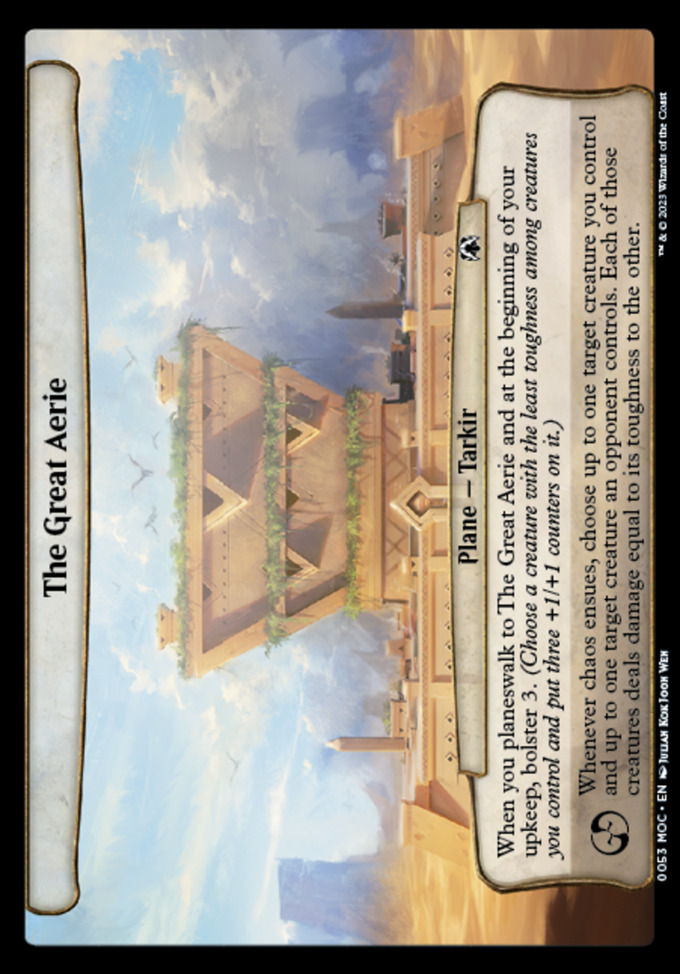 The Great Aerie
Plane — Tarkir
When you planeswalk to The Great Aerie and at the beginning of your
upkeep, bolster 3. (Choose a creature with the least toughness among creatures
you control and put three +1/+1 counters on it.)
Whenever chaos ensues, choose up to one target creature you control
and up to one target creature an opponent controls. Each of those
creatures deals damage equal to its toughness to the other.
0053 MOC • EN Julian Kok Joon Wen
™ & © 2023 Wizards of the Coast